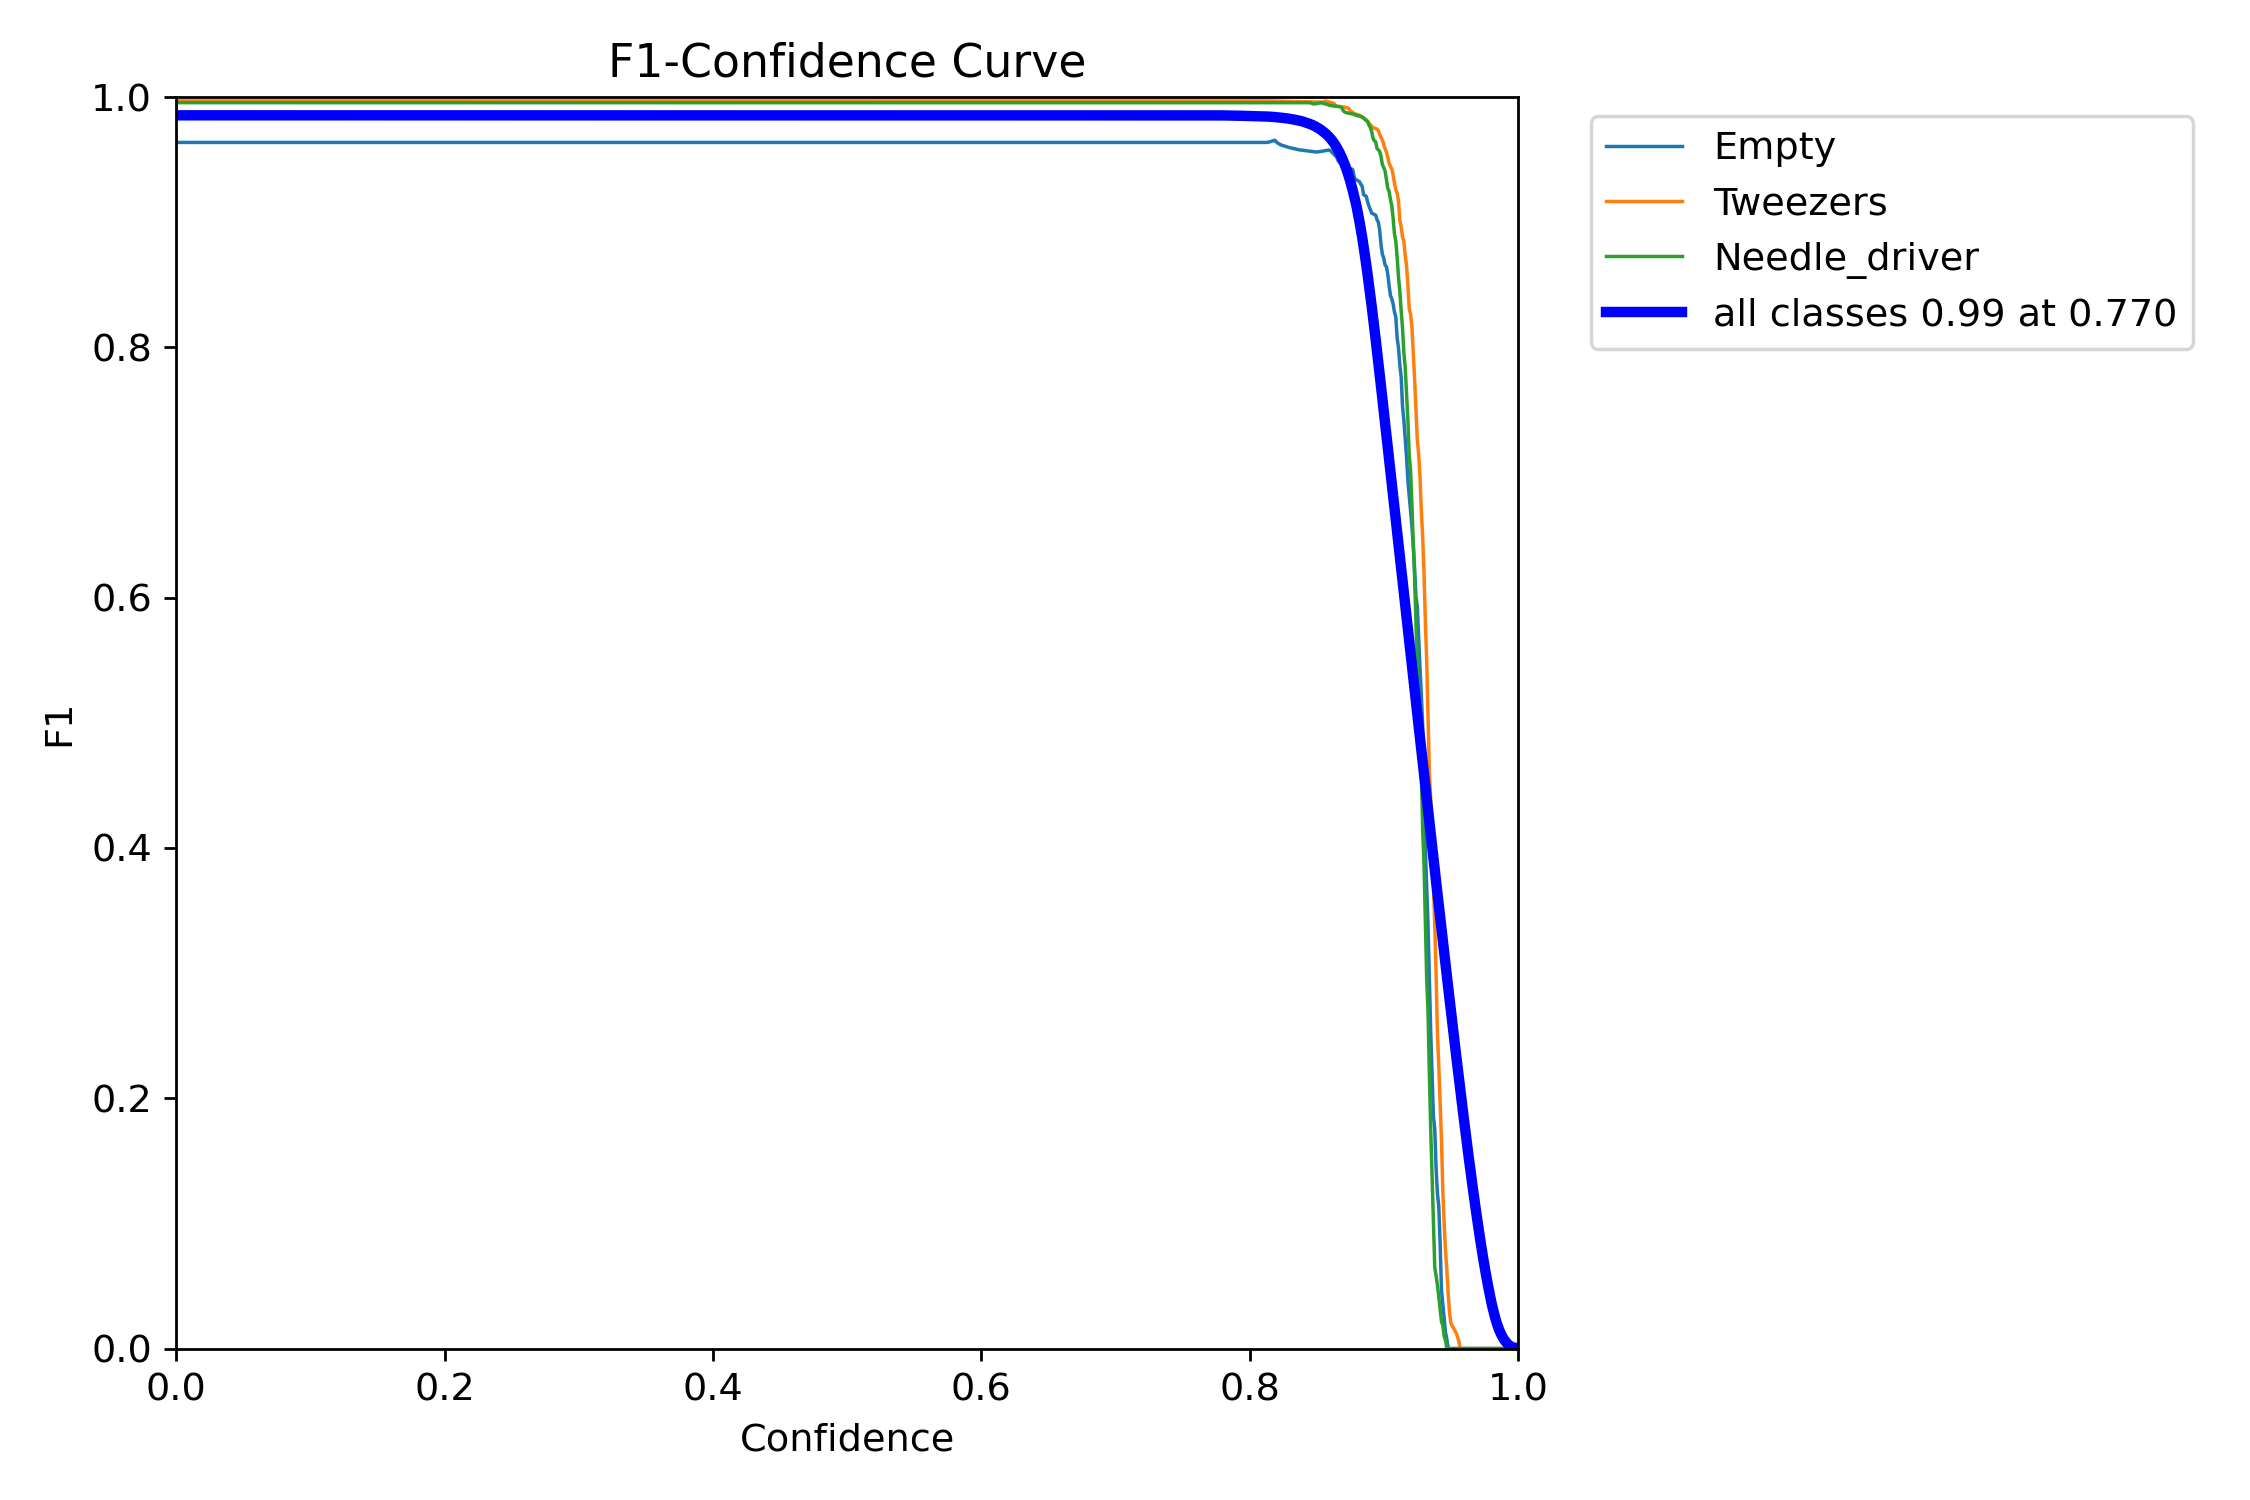 F1-Confidence Curve
1.0
0.8
0.6
0.4
0.2
0.0
F1
0.0 0.2 0.4 0.6 0.8 1.0
Confidence
Empty
Tweezers
Needle_driver
all classes 0.99 at 0.770